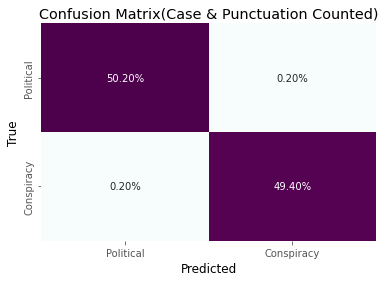 Confusion Matrix(Case & Punctuation Counted)
True
Political
50.20%
0.20%
Conspiracy
0.20%
49.40%
Political
Conspiracy
Predicted